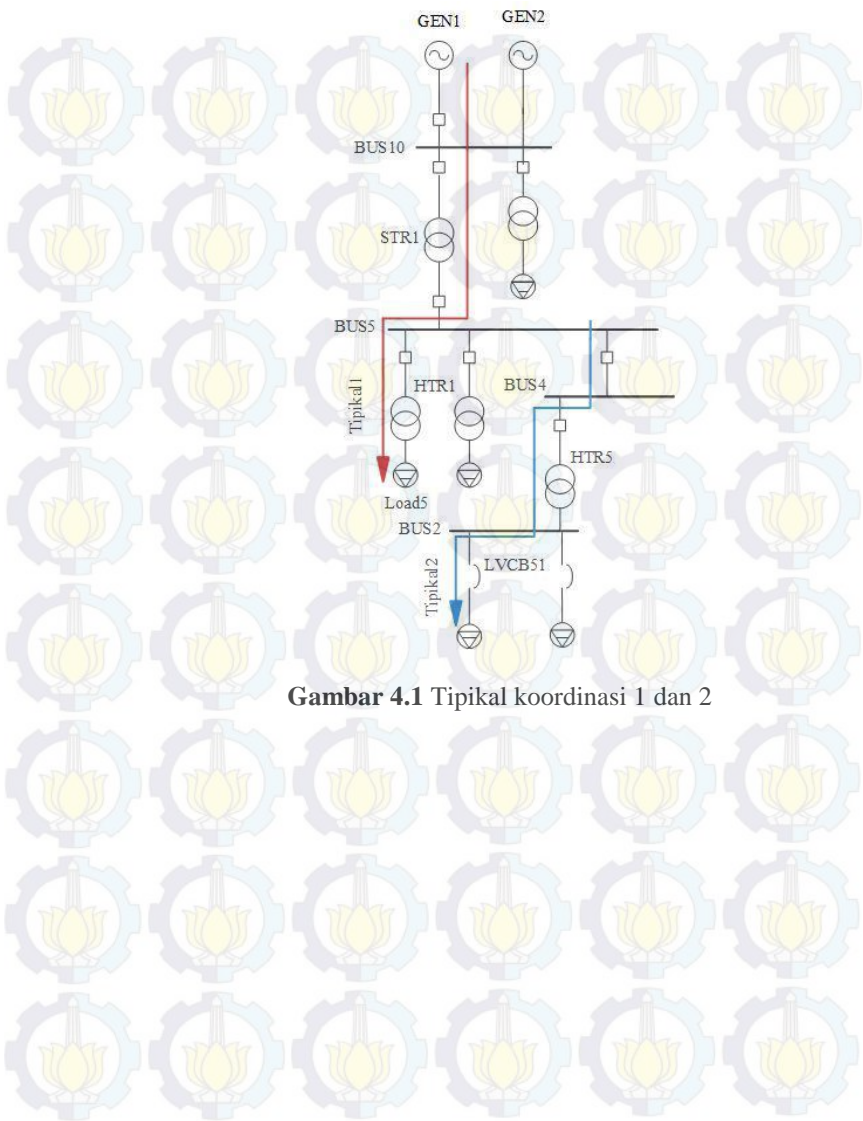 GEN1
GEN2
BUS10
STR1
BUS5
HTR1
BUS4
Tipikal1
HTR5
Load5
BUS2
LVCB51
Tipikal2
Gambar 4.1 Tipikal koordinasi 1 dan 2